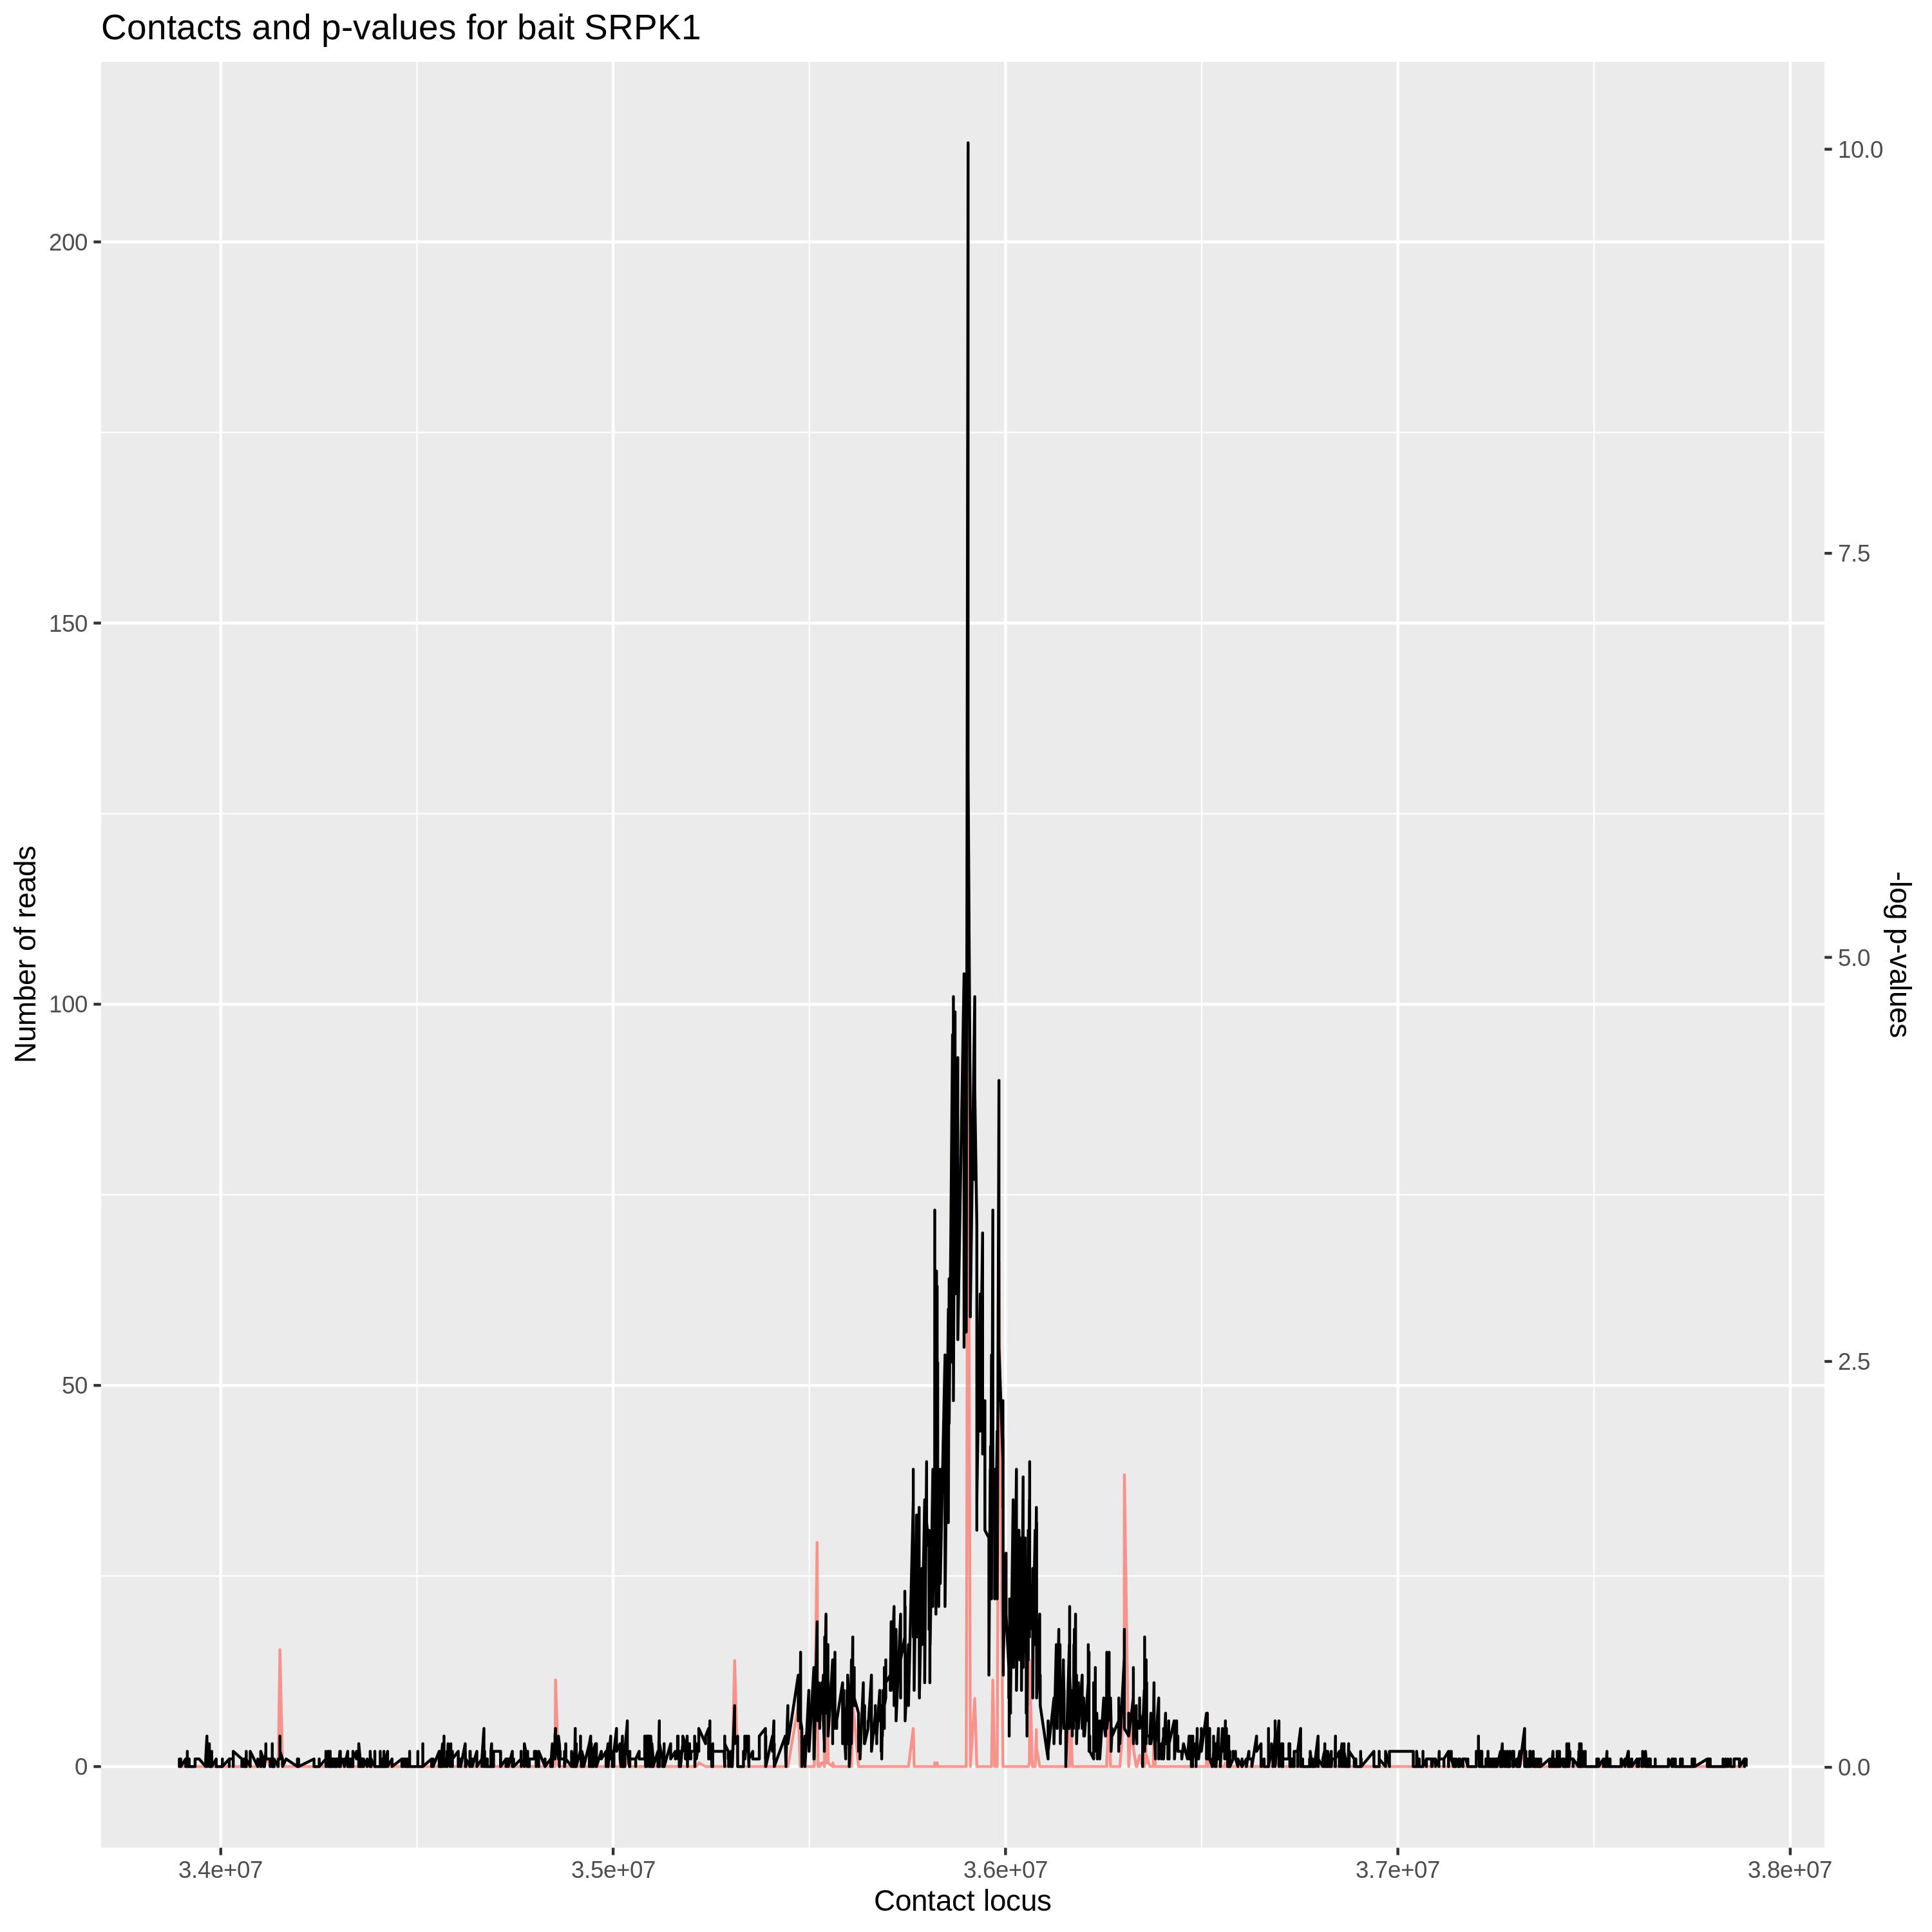 Contacts and p-values for bait SRPK1
200
150
100
50
0
Number of reads
10.0
7.5
5.0
2.5
0.0
-log p-values
3.4e+07
3.5e+07
3.6e+07
3.7e+07
3.8e+07
Contact locus